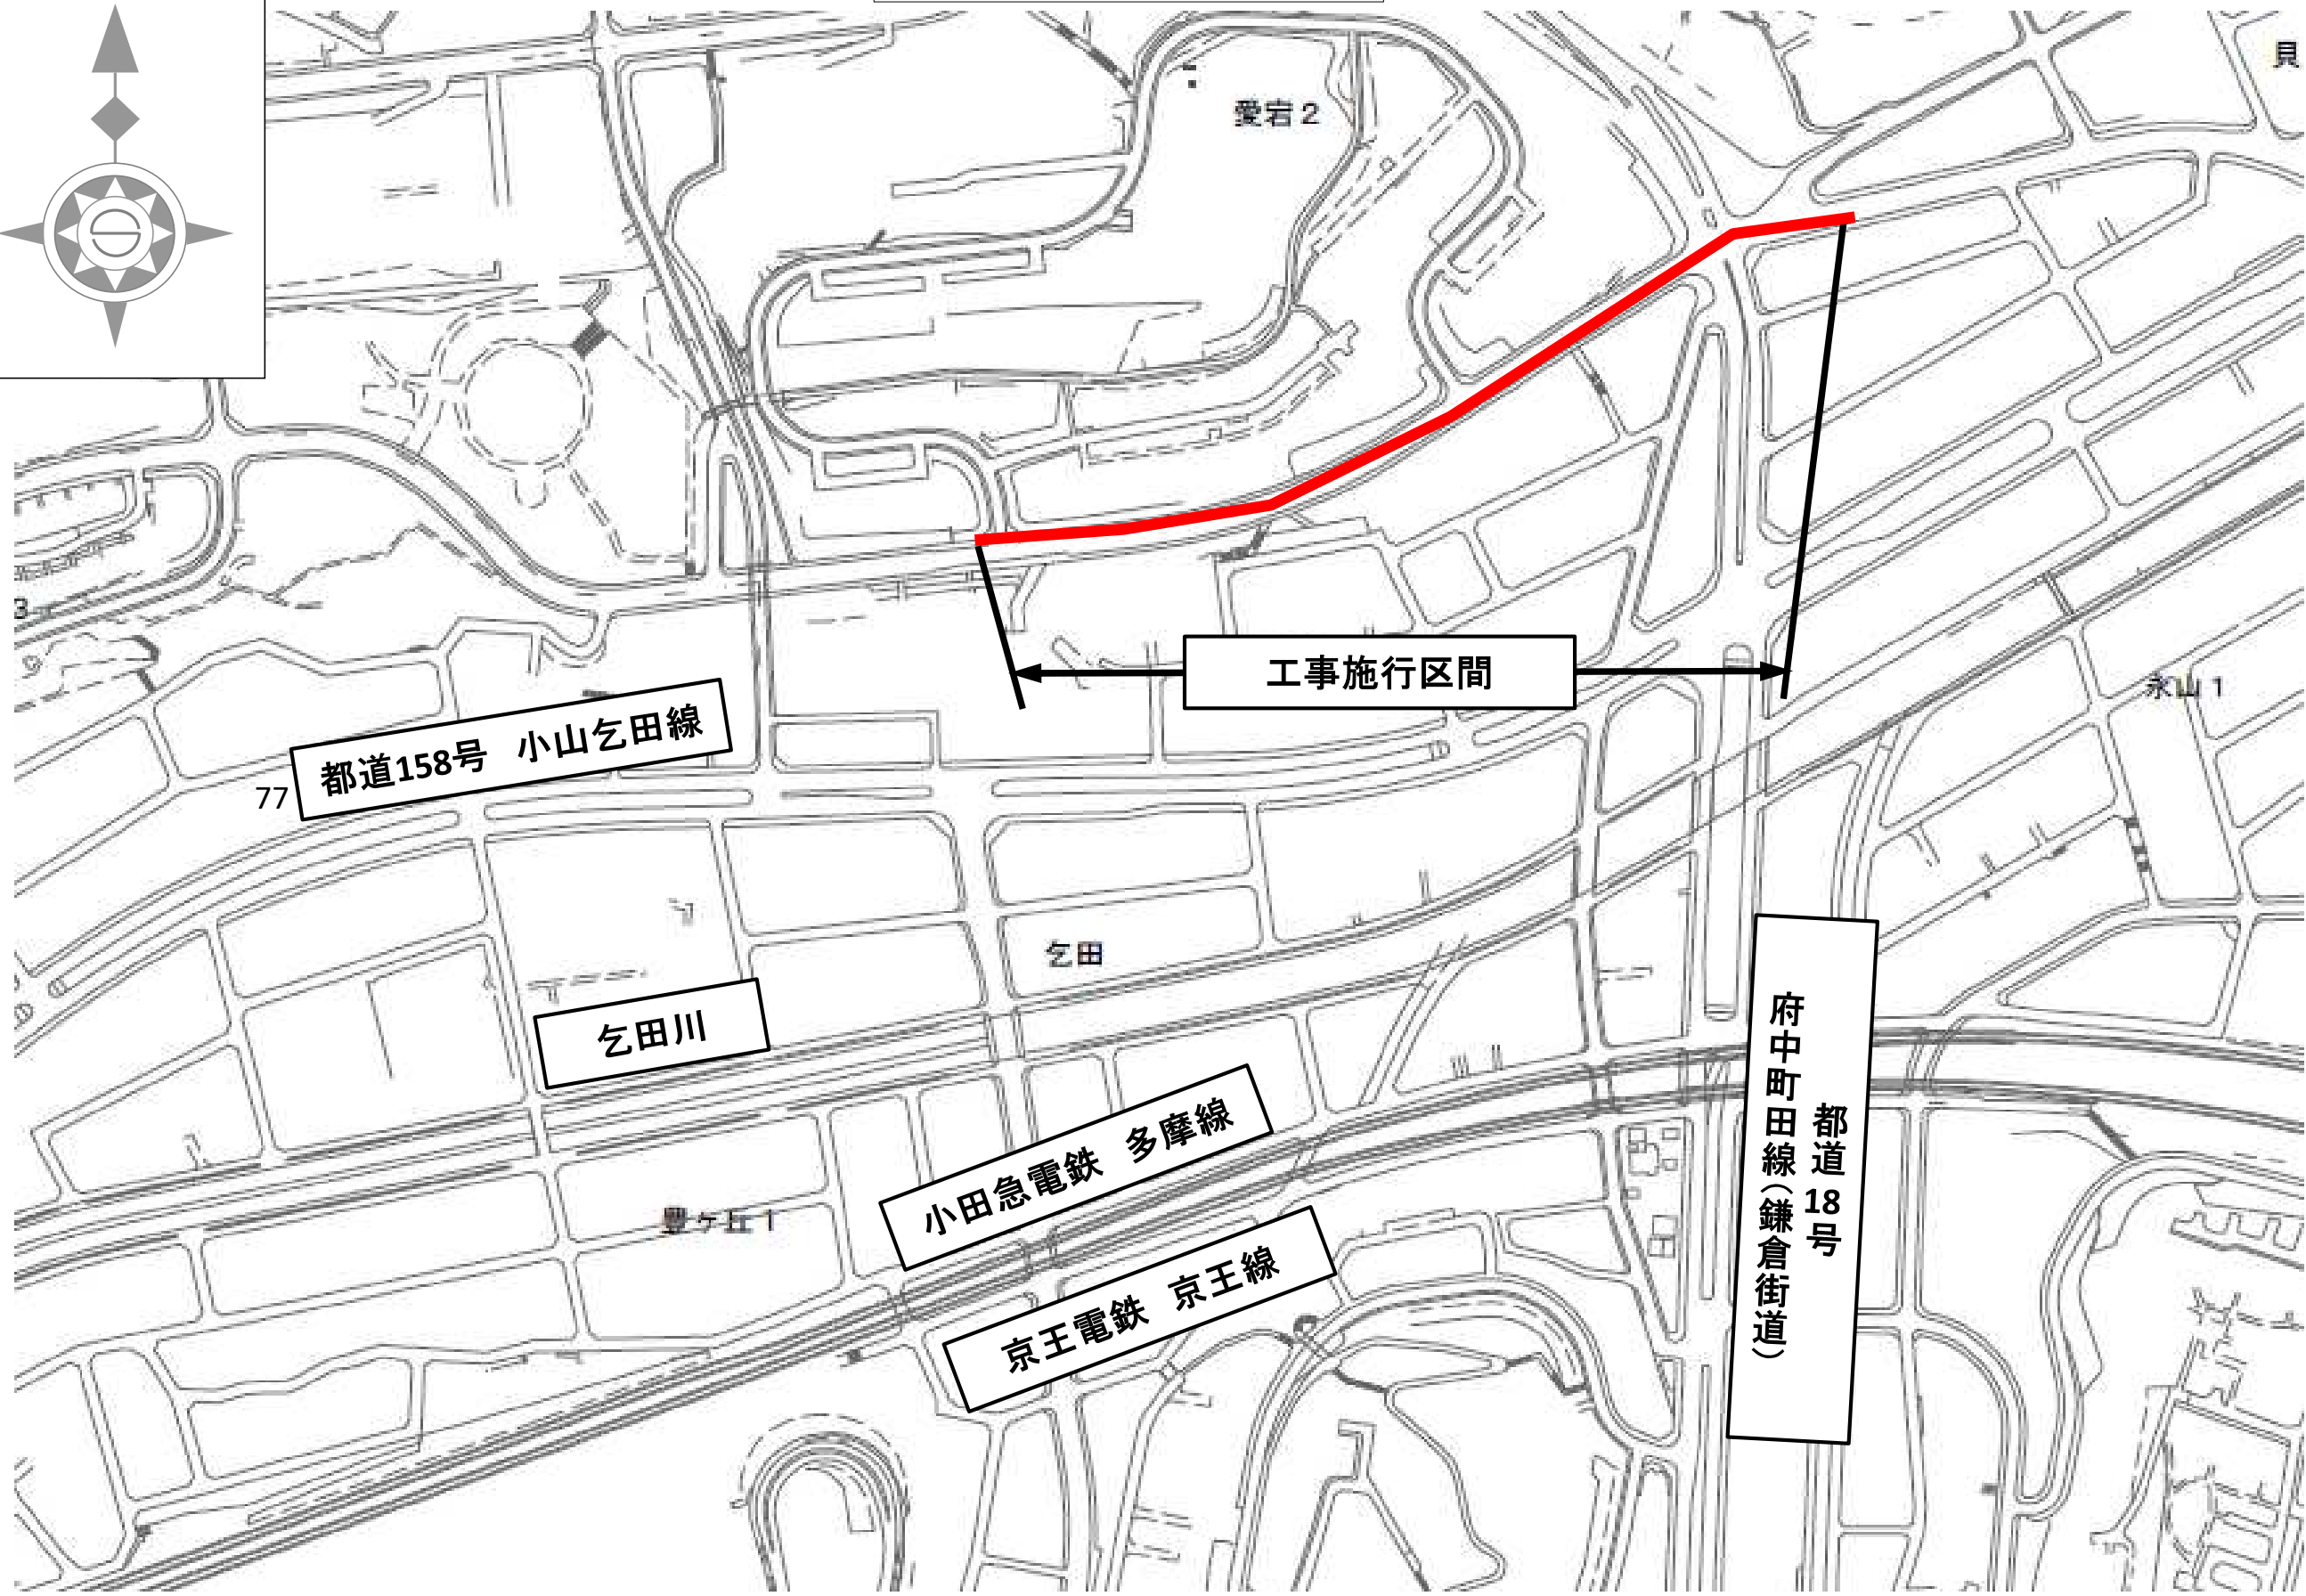 貝
愛宕2
3
工事施行区間
永山1
都道158号　小山乞田線
77
乞田
乞田川
都道18号
府中町田線(鎌倉街道)
小田急電鉄　多摩線
豊ヶ丘1
京王電鉄　京王線